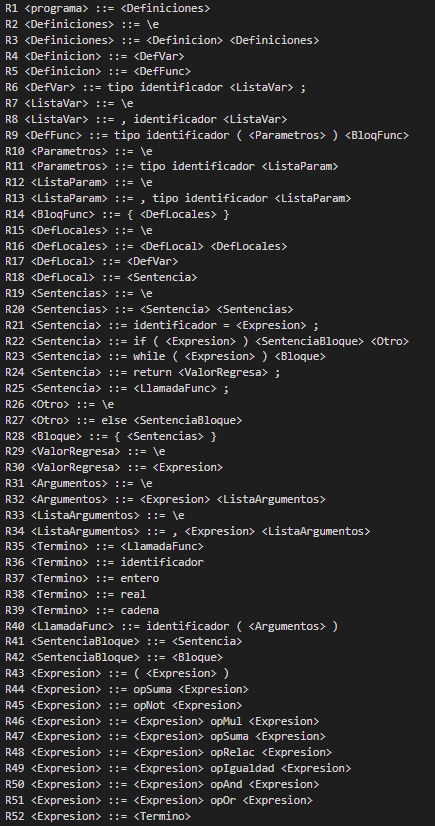 R1 <programa> ::= <Definiciones>
R2 <Definiciones> ::= \e
R3 <Definiciones> ::= <Definicion> <Definiciones>
R4 <Definicion> ::= <DefVar>
R5 <Definicion> ::= <DefFunc>
R6 <DefVar> ::= tipo identificador <ListaVar> ;
R7 <ListaVar> ::= \e
R8 <ListaVar> ::= , identificador <ListaVar>
R9 <DefFunc> ::= tipo identificador ( <Parametros> ) <BloqFunc>
R10 <Parametros> ::= \e
R11 <Parametros> ::= tipo identificador <ListaParam>
R12 <ListaParam> ::= \e
R13 <ListaParam> ::= , tipo identificador <ListaParam>
R14 <BloqFunc> ::= { <DefLocales> }
R15 <DefLocales> ::= \e
R16 <DefLocales> ::= <DefLocal> <DefLocales>
R17 <DefLocal> ::= <DefVar>
R18 <DefLocal> ::= <Sentencia>
R19 <Sentencias> ::= \e
R20 <Sentencias> ::= <Sentencia> <Sentencias>
R21 <Sentencia> ::= identificador = <Expresion> ;
R22 <Sentencia> ::= if ( <Expresion> ) <SentenciaBloque> <Otro>
R23 <Sentencia> ::= while ( <Expresion> ) <Bloque>
R24 <Sentencia> ::= return <ValorRegresa> ;
R25 <Sentencia> ::= <LlamadaFunc> ;
R26 <Otro> ::= \e
R27 <Otro> ::= else <SentenciaBloque>
R28 <Bloque> ::= { <Sentencias> }
R29 <ValorRegresa> ::= \e
R30 <ValorRegresa> ::= <Expresion>
R31 <Argumentos> ::= \e
R32 <Argumentos> ::= <Expresion> <ListaArgumentos>
R33 <ListaArgumentos> ::= \e
R34 <ListaArgumentos> ::= , <Expresion> <ListaArgumentos>
R35 <Termino> ::= <LlamadaFunc>
R36 <Termino> ::= identificador
R37 <Termino> ::= entero
R38 <Termino> ::= real
R39 <Termino> ::= cadena
R40 <LlamadaFunc> ::= identificador ( <Argumentos> )
R41 <SentenciaBloque> ::= <Sentencia>
R42 <SentenciaBloque> ::= <Bloque>
R43 <Expresion> ::= ( <Expresion> )
R44 <Expresion> ::= opSuma <Expresion>
R45 <Expresion> ::= opNot <Expresion>
R46 <Expresion> ::= <Expresion> opMul <Expresion>
R47 <Expresion> ::= <Expresion> opSuma <Expresion>
R48 <Expresion> ::= <Expresion> opRelac <Expresion>
R49 <Expresion> ::= <Expresion> opIgualdad <Expresion>
R50 <Expresion> ::= <Expresion> opAnd <Expresion>
R51 <Expresion> ::= <Expresion> opOr <Expresion>
R52 <Expresion> ::= <Termino>